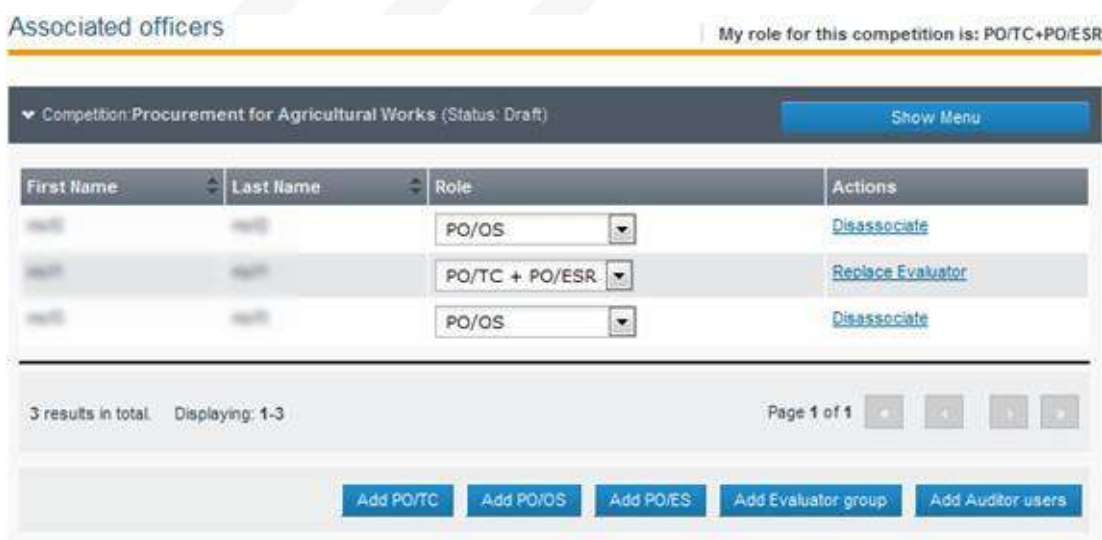 Associated officers
My role for this competition is: PO/TC+PO/ESR
Competition:Procurement for Agricultural Works (Status: Draft)
Show Menu
First Name Last Name Role Actions
PO/OS Disassociate
PO/TC + PO/ESR Replace Evaluator
PO/OS Disassociate
3 results in total. Displaying: 1-3 Page 1 of 1
Add PO/TC Add PO/OS Add PO/ES Add Evaluator group Add Auditor users